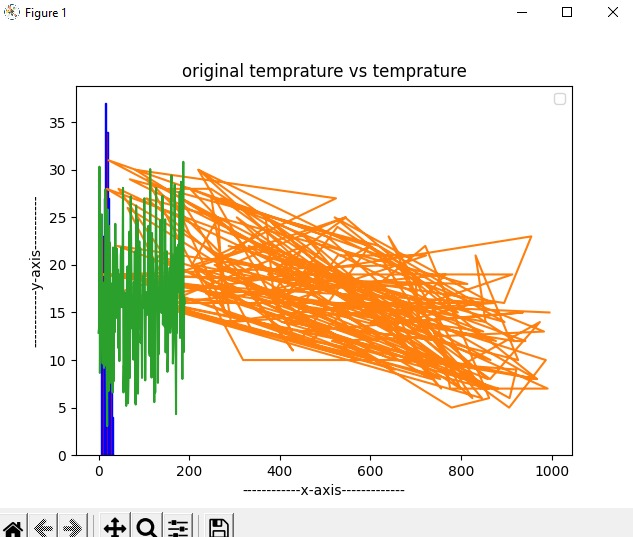 Figure 1
original temprature vs temprature
35
30
25
20
15
10
5
0
------------y-axis------------
0 200 400 600 800 1000
------------x-axis-------------